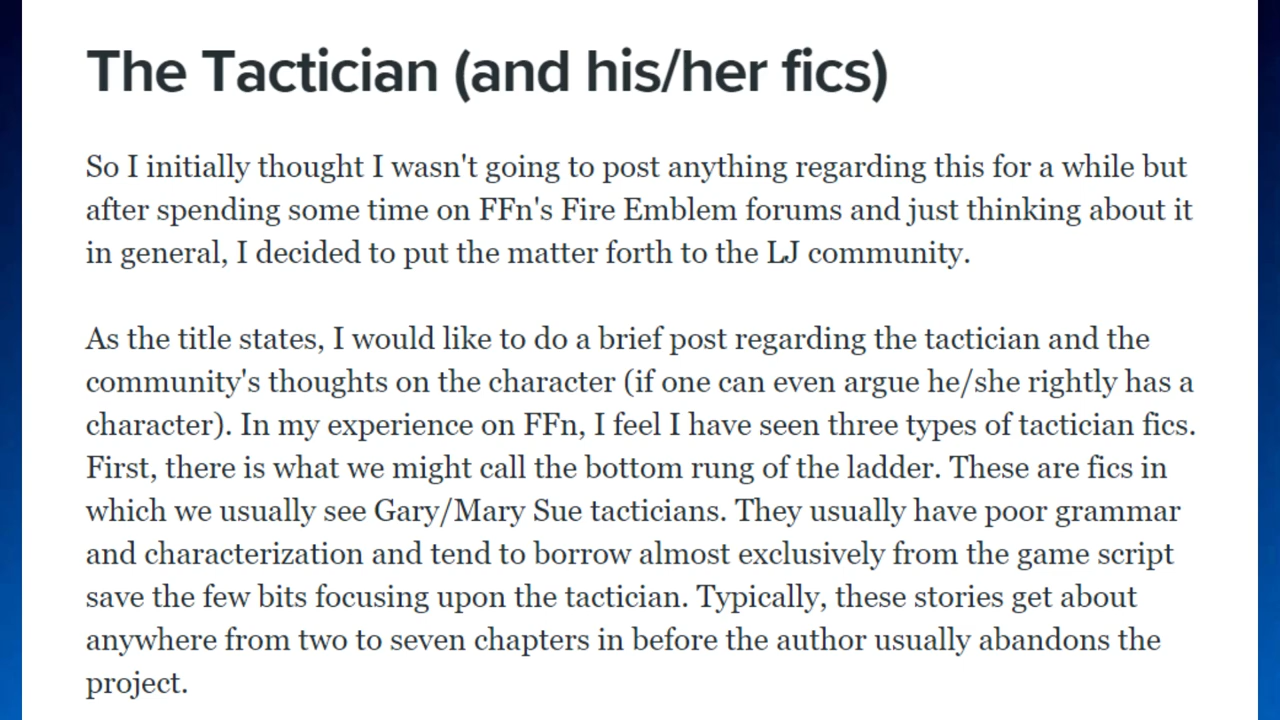 The Tactician (and his/her fics)
So I initially thought I wasn't going to post anything regarding this for a while but
after spending some time on FFn's Fire Emblem forums and just thinking about it
in general, I decided to put the matter forth to the LJ community.
As the title states, I would like to do a brief post regarding the tactician and the
community's thoughts on the character (if one can even argue he/she rightly has a
character). In my experience on FFn, I feel I have seen three types of tactician fics.
First, there is what we might call the bottom rung of the ladder. These are fics in
which we usually see Gary/Mary Sue tacticians. They usually have poor grammar
and characterization and tend to borrow almost exclusively from the game script
save the few bits focusing upon the tactician. Typically, these stories get about
anywhere from two to seven chapters in before the author usually abandons the
project.